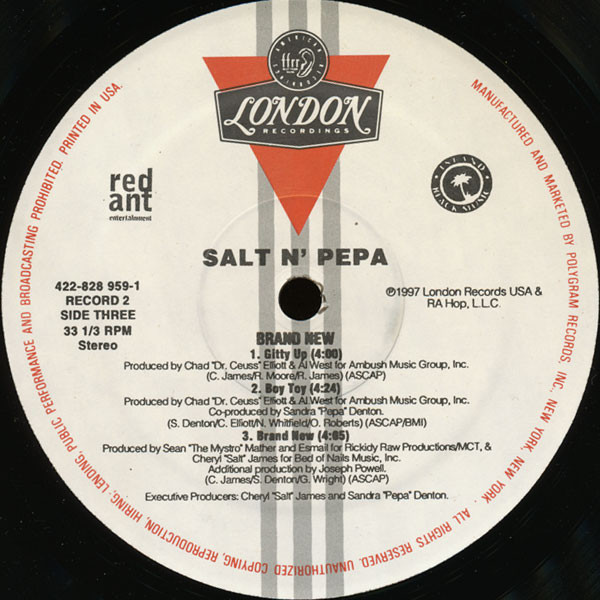 AMERICAN
ffrr
LONDON
RECORDINGS
red
ant
entertainment
ISLAND
BLACK MUSIC
SALT N' PEPA
422-828 959-1
RECORD 2
SIDE THREE
33 1/3 RPM
Stereo
℗1997 London Records USA &
RA Hop, L.L.C.
BRAND NEW
1. Gitty Up (4:00)
Produced by Chad "Dr. Ceuss" Elliott & Al West for Ambush Music Group, Inc.
(C. James/R. Moore/R. James) (ASCAP)
2. Boy Toy (4:24)
Produced by Chad "Dr. Ceuss" Elliott & Al West for Ambush Music Group, Inc.
Co-produced by Sandra "Pepa" Denton.
(S. Denton/C. Elliott/N. Whitfield/O. Roberts) (ASCAP/BMI)
3. Brand New (4:65)
Produced by Sean "The Mystro" Mather and Esmail for Rickidy Raw Productions/MCT, &
Cheryl "Salt" James for Bed of Nails Music, Inc.
Additional production by Joseph Powell.
(C. James/S. Denton/G. Wright) (ASCAP)
Executive Producers: Cheryl "Salt" James and Sandra "Pepa" Denton.
MANUFACTURED AND MARKETED BY POLYGRAM RECORDS, INC. NEW YORK, NEW YORK · ALL RIGHTS RESERVED. UNAUTHORIZED COPYING, REPRODUCTION, HIRING, LENDING, PUBLIC PERFORMANCE AND BROADCASTING PROHIBITED. PRINTED IN USA.